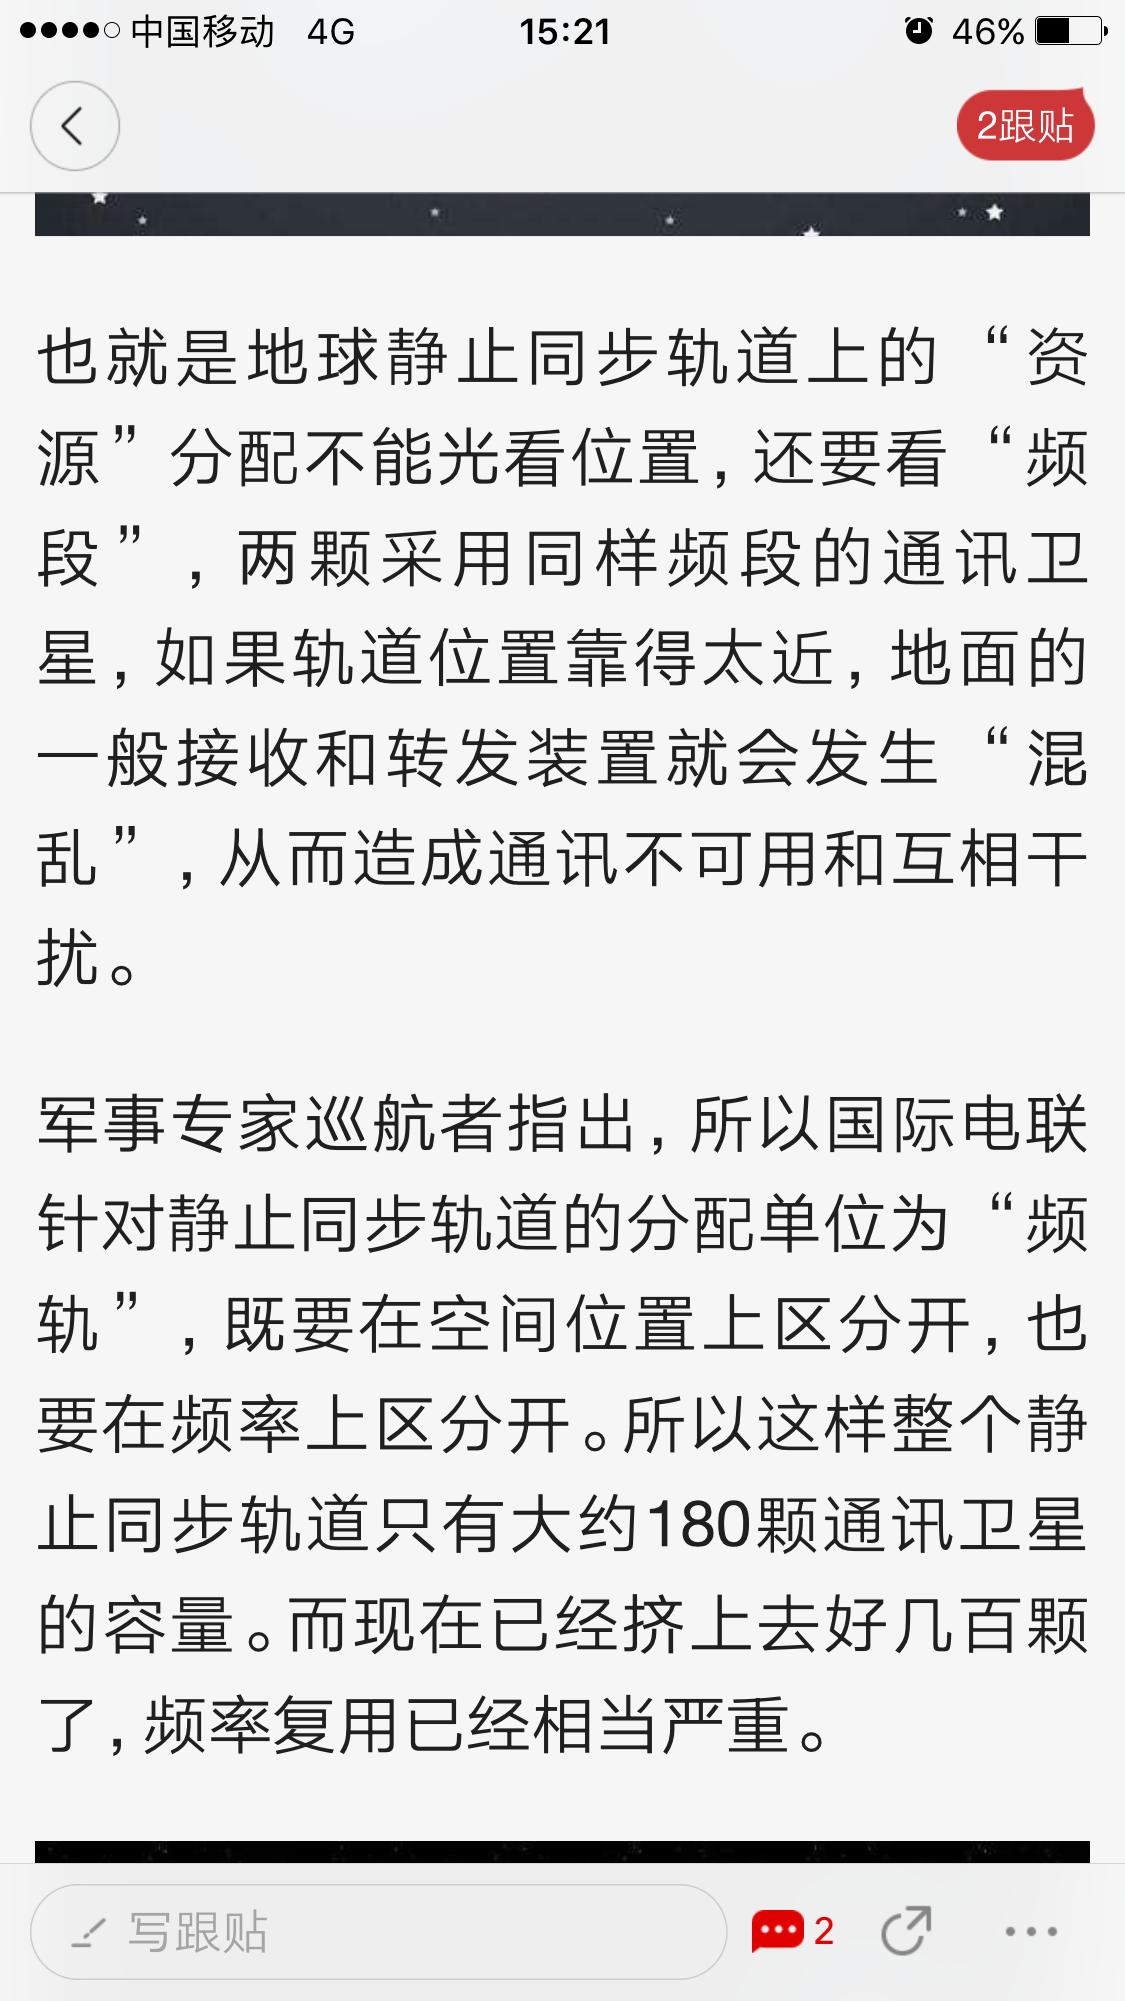 中国移动 4G 15:21 46%
2跟贴
也就是地球静止同步轨道上的“资
源”分配不能光看位置,还要看“频
段”,两颗采用同样频段的通讯卫
星,如果轨道位置靠得太近,地面的
一般接收和转发装置就会发生“混
乱”,从而造成通讯不可用和互相干
扰。
军事专家巡航者指出,所以国际电联
针对静止同步轨道的分配单位为“频
轨”,既要在空间位置上区分开,也
要在频率上区分开。所以这样整个静
止同步轨道只有大约180颗通讯卫星
的容量。而现在已经挤上去好几百颗
了,频率复用已经相当严重。
写跟贴 2